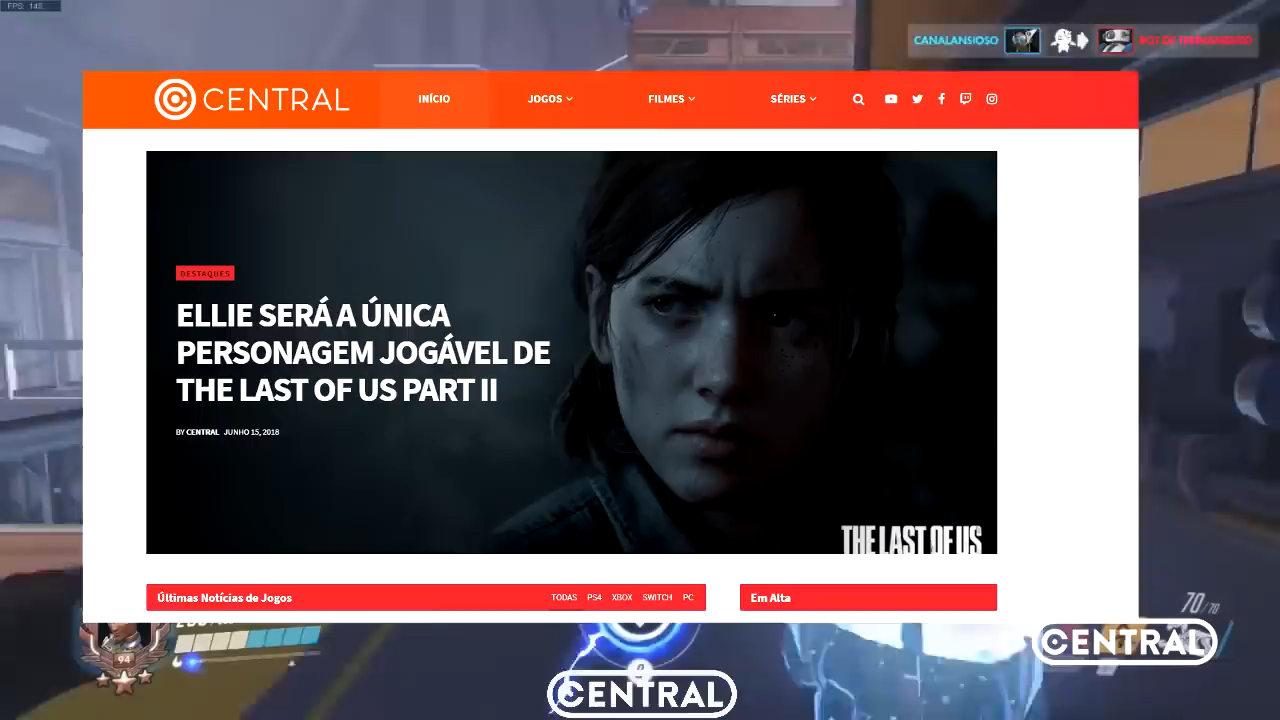 CANALANSIOSO
CENTRAL
INÍCIO
JOGOS
FILMES
SÉRIES
DESTAQUES
ELLIE SERÁ A ÚNICA
PERSONAGEM JOGÁVEL DE
THE LAST OF US PART II
BY CENTRAL JUNHO 15, 2018
THE LAST OF US
Últimas Notícias de Jogos
TODAS PS4 XBOX SWITCH PC
Em Alta
70/70
94
CENTRAL
CENTRAL